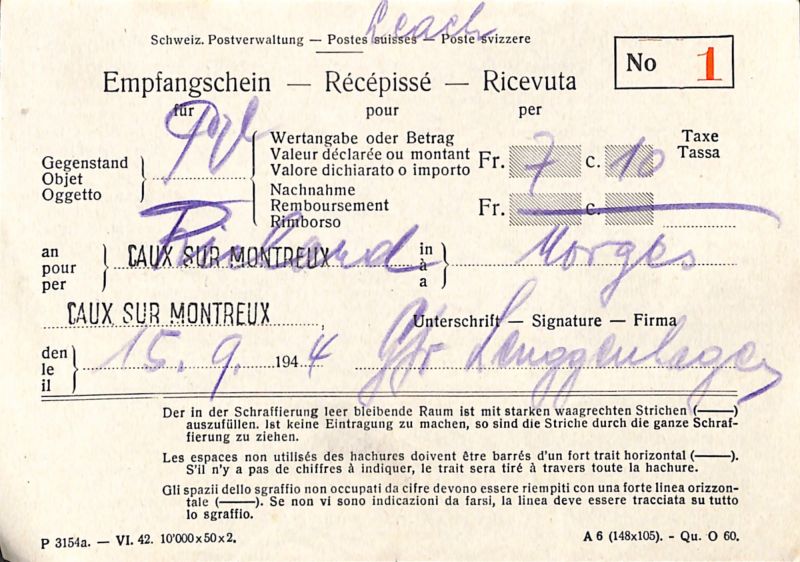 Leach
Schweiz. Postverwaltung — Postes suisses — Poste svizzere
No 1
Empfangschein — Récépissé — Ricevuta
für pour per
Gegenstand
Objet
Oggetto
Wertangabe oder Betrag
Valeur déclarée ou montant
Valore dichiarato o importo
Fr. 7 c. 10
Taxe
Tassa
Nachnahme
Remboursement
Rimborso
Fr. c.
an
pour
per
CAUX SUR MONTREUX
in
à
a
Morges
CAUX SUR MONTREUX,
Unterschrift — Signature — Firma
den
le
il
15. 9. 1944 Gfr Lenggenhager
Der in der Schraffierung leer bleibende Raum ist mit starken waagrechten Strichen (——)
auszufüllen. Ist keine Eintragung zu machen, so sind die Striche durch die ganze Schraf-
fierung zu ziehen.
Les espaces non utilisés des hachures doivent être barrés d'un fort trait horizontal (——).
S'il n'y a pas de chiffres à indiquer, le trait sera tiré à travers toute la hachure.
Gli spazii dello sgraffio non occupati da cifre devono essere riempiti con una forte linea orizzon-
tale (——). Se non vi sono indicazioni da farsi, la linea deve essere tracciata su tutto
lo sgraffio.
P 3154a. — VI. 42. 10'000x50x2.
A 6 (148x105). - Qu. O 60.